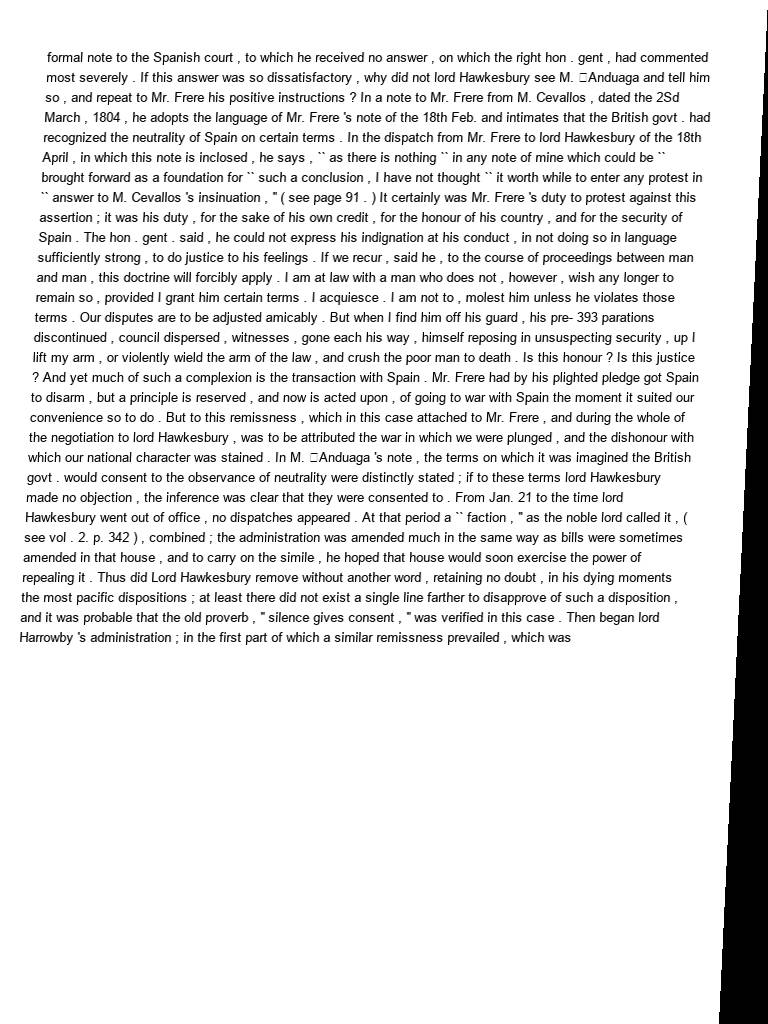 formal note to the Spanish court , to which he received no answer , on which the right hon . gent , had commented
most severely . If this answer was so dissatisfactory , why did not lord Hawkesbury see M. □Anduaga and tell him
so , and repeat to Mr. Frere his positive instructions ? In a note to Mr. Frere from M. Cevallos , dated the 2Sd
March , 1804 , he adopts the language of Mr. Frere 's note of the 18th Feb. and intimates that the British govt . had
recognized the neutrality of Spain on certain terms . In the dispatch from Mr. Frere to lord Hawkesbury of the 18th
April , in which this note is inclosed , he says , `` as there is nothing `` in any note of mine which could be ``
brought forward as a foundation for `` such a conclusion , I have not thought `` it worth while to enter any protest in
`` answer to M. Cevallos 's insinuation , " ( see page 91 . ) It certainly was Mr. Frere 's duty to protest against this
assertion ; it was his duty , for the sake of his own credit , for the honour of his country , and for the security of
Spain . The hon . gent . said , he could not express his indignation at his conduct , in not doing so in language
sufficiently strong , to do justice to his feelings . If we recur , said he , to the course of proceedings between man
and man , this doctrine will forcibly apply . I am at law with a man who does not , however , wish any longer to
remain so , provided I grant him certain terms . I acquiesce . I am not to , molest him unless he violates those
terms . Our disputes are to be adjusted amicably . But when I find him off his guard , his pre- 393 parations
discontinued , council dispersed , witnesses , gone each his way , himself reposing in unsuspecting security , up I
lift my arm , or violently wield the arm of the law , and crush the poor man to death . Is this honour ? Is this justice
? And yet much of such a complexion is the transaction with Spain . Mr. Frere had by his plighted pledge got Spain
to disarm , but a principle is reserved , and now is acted upon , of going to war with Spain the moment it suited our
convenience so to do . But to this remissness , which in this case attached to Mr. Frere , and during the whole of
the negotiation to lord Hawkesbury , was to be attributed the war in which we were plunged , and the dishonour with
which our national character was stained . In M. □Anduaga 's note , the terms on which it was imagined the British
govt . would consent to the observance of neutrality were distinctly stated ; if to these terms lord Hawkesbury
made no objection , the inference was clear that they were consented to . From Jan. 21 to the time lord
Hawkesbury went out of office , no dispatches appeared . At that period a `` faction , " as the noble lord called it , (
see vol . 2. p. 342 ) , combined ; the administration was amended much in the same way as bills were sometimes
amended in that house , and to carry on the simile , he hoped that house would soon exercise the power of
repealing it . Thus did Lord Hawkesbury remove without another word , retaining no doubt , in his dying moments
the most pacific dispositions ; at least there did not exist a single line farther to disapprove of such a disposition ,
and it was probable that the old proverb , " silence gives consent , " was verified in this case . Then began lord
Harrowby 's administration ; in the first part of which a similar remissness prevailed , which was